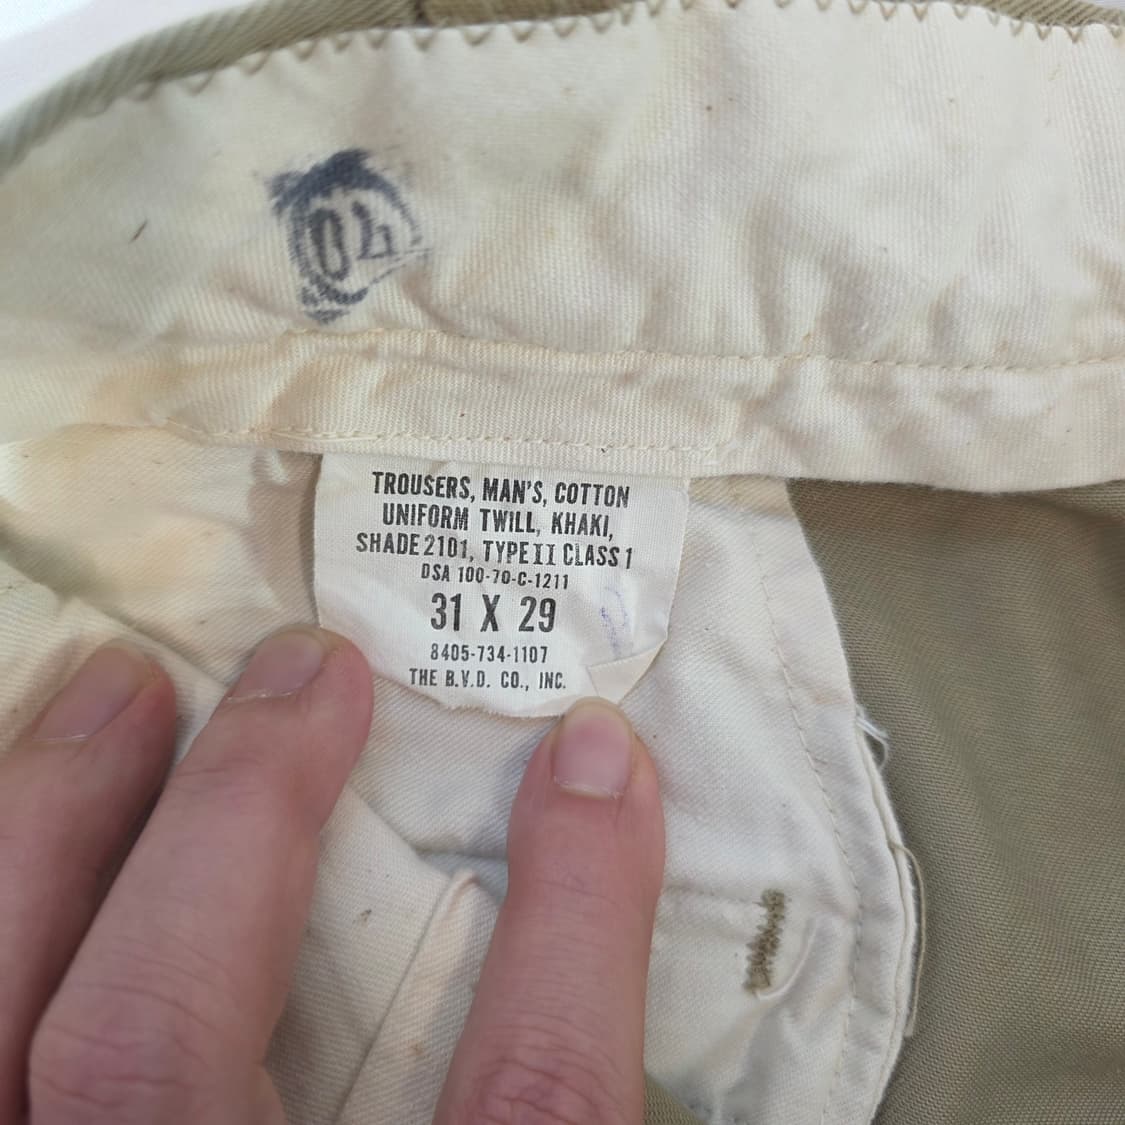 04
TROUSERS, MAN'S, COTTON
UNIFORM TWILL, KHAKI,
SHADE 2101, TYPE II CLASS 1
DSA 100-70-C-1211
31 X 29
8405-734-1107
THE B.V.D. CO., INC.